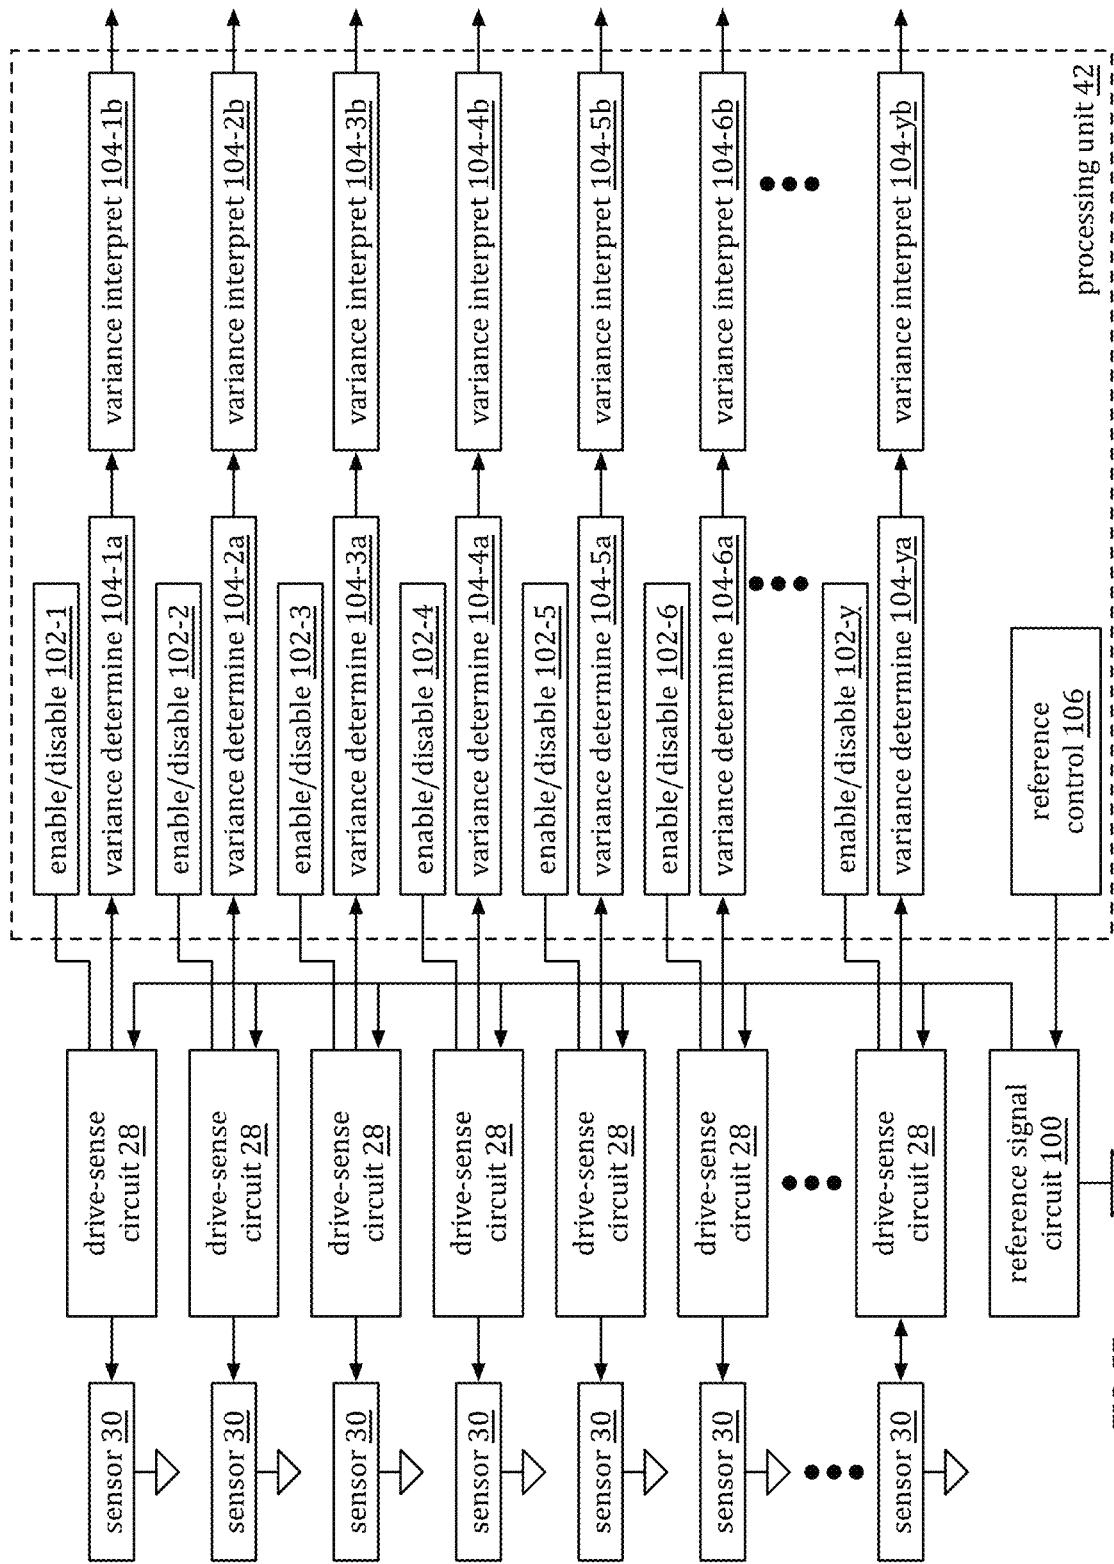 sensor 30
drive-sense
circuit 28
enable/disable 102-1
variance determine 104-1a
variance interpret 104-1b
sensor 30
drive-sense
circuit 28
enable/disable 102-2
variance determine 104-2a
variance interpret 104-2b
sensor 30
drive-sense
circuit 28
enable/disable 102-3
variance determine 104-3a
variance interpret 104-3b
sensor 30
drive-sense
circuit 28
enable/disable 102-4
variance determine 104-4a
variance interpret 104-4b
sensor 30
drive-sense
circuit 28
enable/disable 102-5
variance determine 104-5a
variance interpret 104-5b
sensor 30
drive-sense
circuit 28
enable/disable 102-6
variance determine 104-6a
variance interpret 104-6b
sensor 30
drive-sense
circuit 28
enable/disable 102-y
variance determine 104-ya
variance interpret 104-yb
reference signal
circuit 100
reference
control 106
processing unit 42